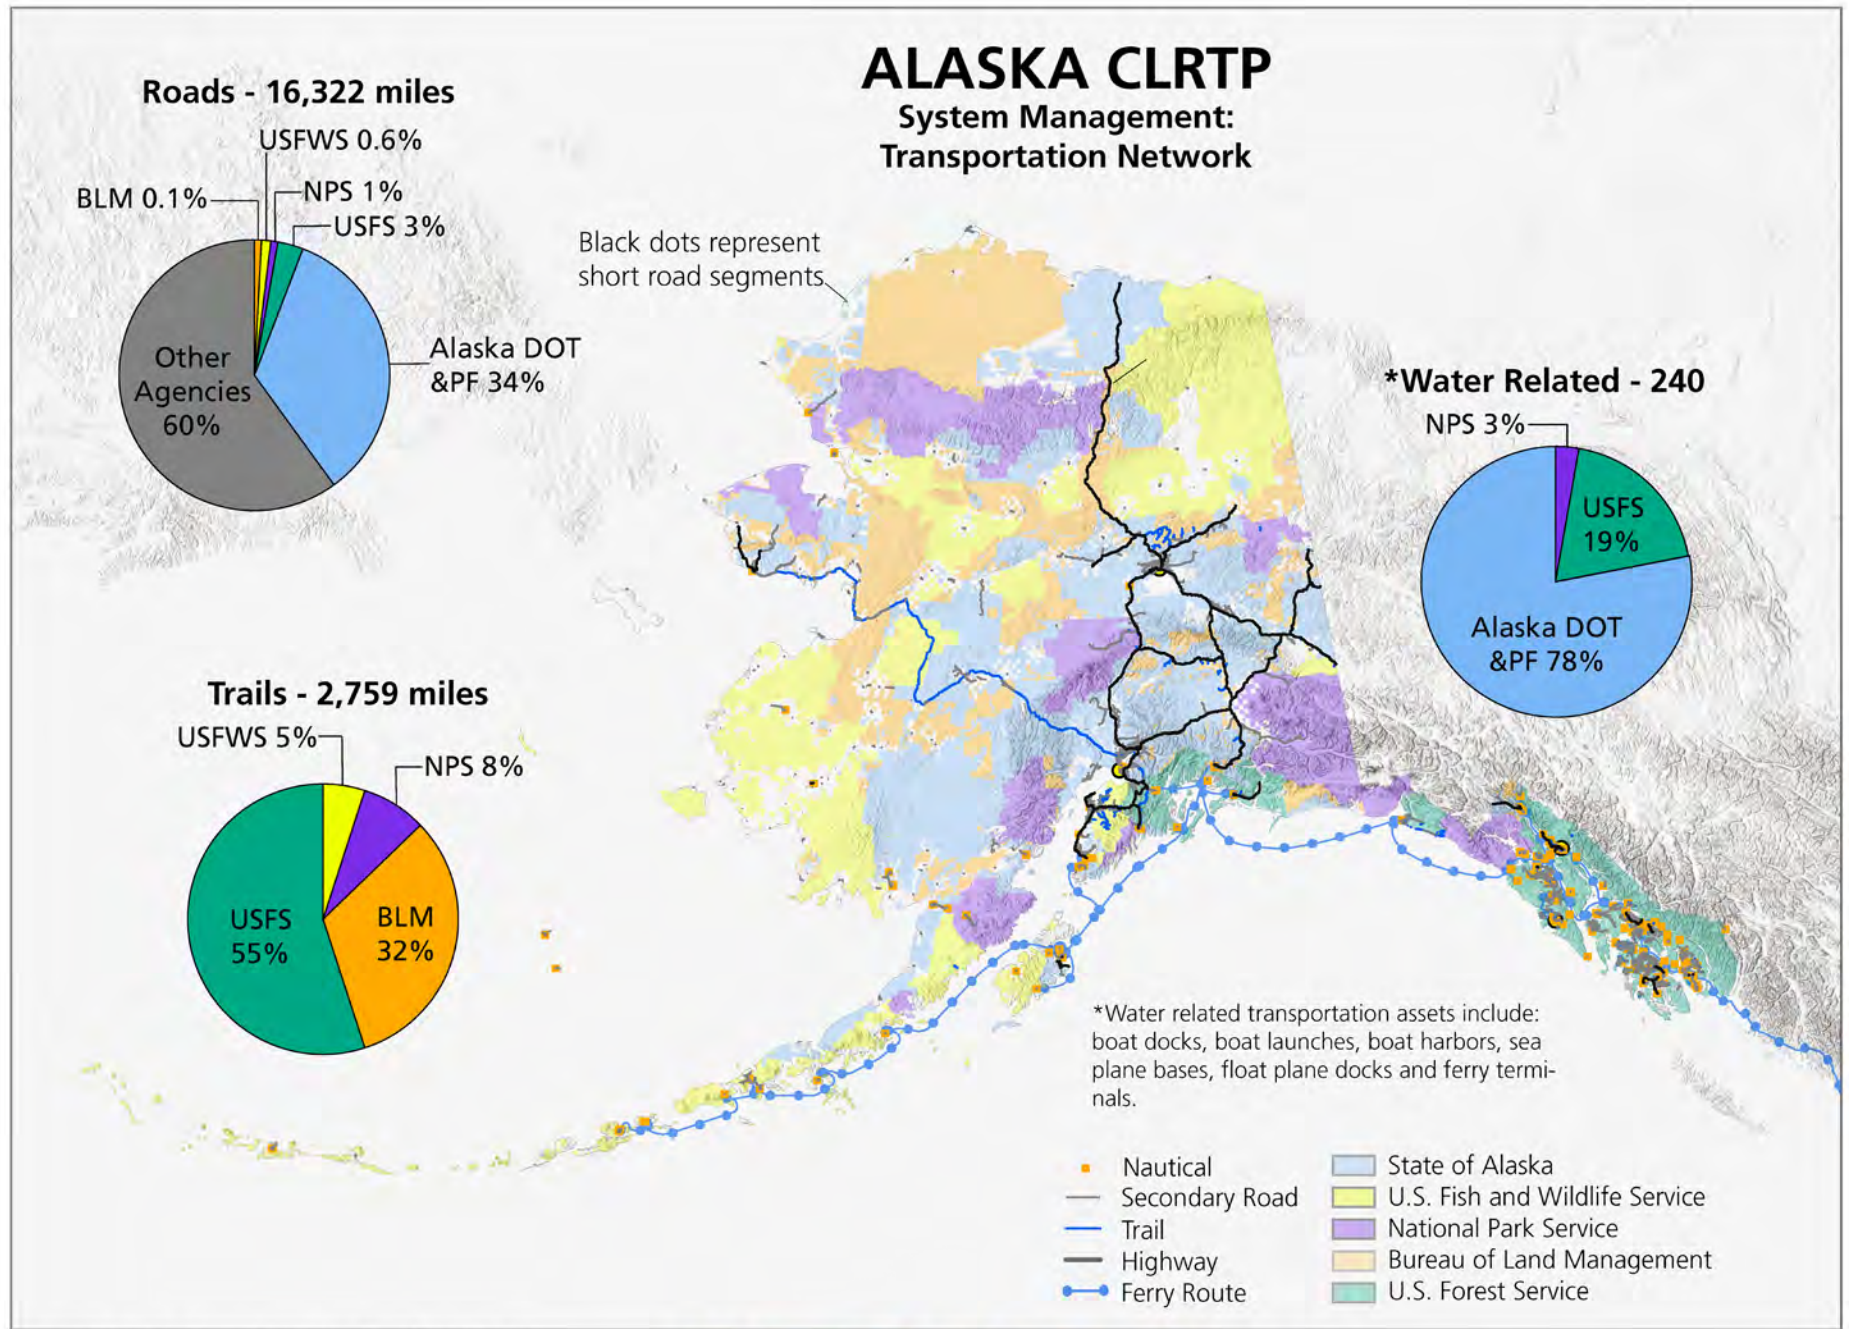 ALASKA CLRTP
System Management:
Transportation Network
Roads - 16,322 miles
USFWS 0.6%
BLM 0.1%
NPS 1%
USFS 3%
Other
Agencies
60%
Alaska DOT
&PF 34%
Black dots represent
short road segments
*Water Related - 240
NPS 3%
USFS
19%
Alaska DOT
&PF 78%
Trails - 2,759 miles
USFWS 5%
NPS 8%
USFS
55%
BLM
32%
*Water related transportation assets include:
boat docks, boat launches, boat harbors, sea
plane bases, float plane docks and ferry termi-
nals.
Nautical
Secondary Road
Trail
Highway
Ferry Route
State of Alaska
U.S. Fish and Wildlife Service
National Park Service
Bureau of Land Management
U.S. Forest Service